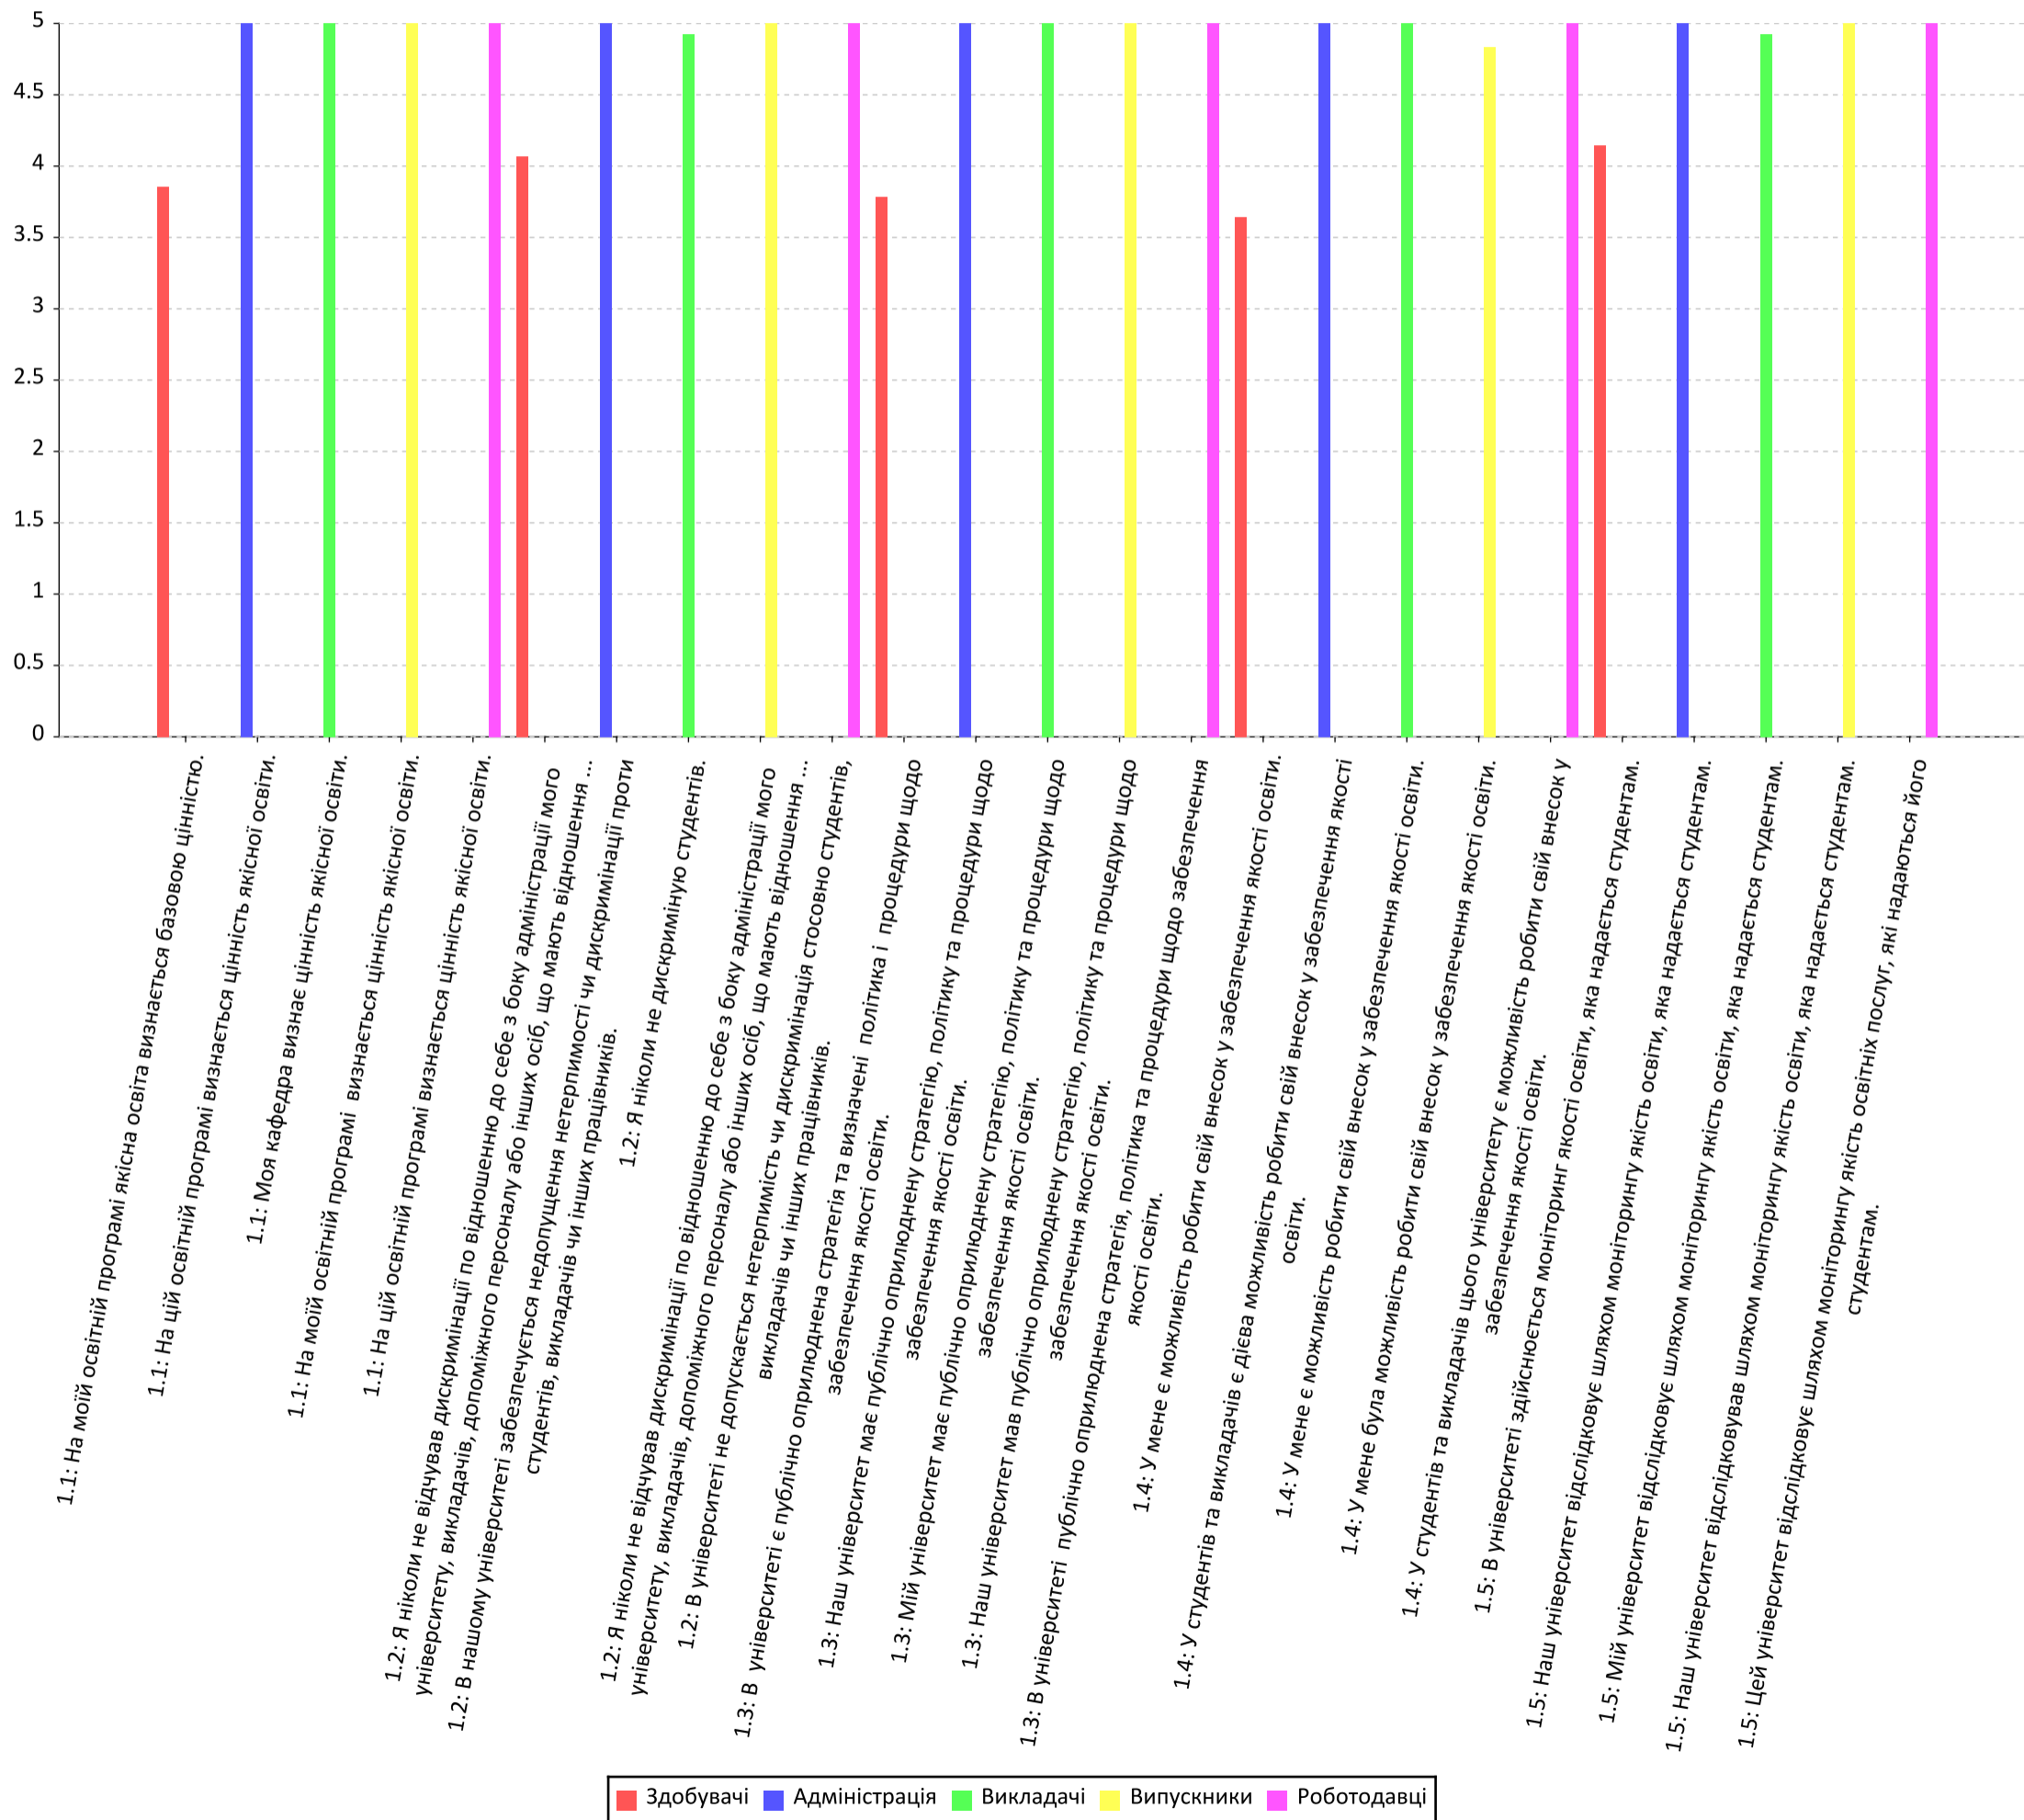 5
4.5
4
3.5
3
2.5
2
1.5
1
0.5
0
1.1: На моїй освітній програмі якісна освіта визнається базовою цінністю.
1.1: На цій освітній програмі визнається цінність якісної освіти.
1.1: Моя кафедра визнає цінність якісної освіти.
1.1: На моїй освітній програмі  визнається цінність якісної освіти.
1.1: На цій освітній програмі визнається цінність якісної освіти.
1.2: Я ніколи не відчував дискримінації по відношенню до себе з боку адміністрації мого
університету, викладачів, допоміжного персоналу або інших осіб, що мають відношення ...
1.2: В нашому університеті забезпечується недопущення нетерпимості чи дискримінації проти
студентів, викладачів чи інших працівників.
1.2: Я ніколи не дискриміную студентів.
1.2: Я ніколи не відчував дискримінації по відношенню до себе з боку адміністрації мого
університету, викладачів, допоміжного персоналу або інших осіб, що мають відношення ...
1.2: В університеті не допускається нетерпимість чи дискримінація стосовно студентів,
викладачів чи інших працівників.
1.3: В  університеті є публічно оприлюднена стратегія та визначені  політика і  процедури щодо
забезпечення якості освіти.
1.3: Наш університет має публічно оприлюднену стратегію, політику та процедури щодо
забезпечення якості освіти.
1.3: Мій університет має публічно оприлюднену стратегію, політику та процедури щодо
забезпечення якості освіти.
1.3: Наш університет мав публічно оприлюднену стратегію, політику та процедури щодо
забезпечення якості освіти.
1.3: В університеті  публічно оприлюднена стратегія, політика та процедури щодо забезпечення
якості освіти.
1.4: У мене є можливість робити свій внесок у забезпечення якості освіти.
1.4: У студентів та викладачів є дієва можливість робити свій внесок у забезпечення якості
освіти.
1.4: У мене є можливість робити свій внесок у забезпечення якості освіти.
1.4: У мене була можливість робити свій внесок у забезпечення якості освіти.
1.4: У студентів та викладачів цього університету є можливість робити свій внесок у
забезпечення якості освіти.
1.5: В університеті здійснюється моніторинг якості освіти, яка надається студентам.
1.5: Наш університет відслідковує шляхом моніторингу якість освіти, яка надається студентам.
1.5: Мій університет відслідковує шляхом моніторингу якість освіти, яка надається студентам.
1.5: Наш університет відслідковував шляхом моніторингу якість освіти, яка надається студентам.
1.5: Цей університет відслідковує шляхом моніторингу якість освітніх послуг, які надаються його
студентам.
Здобувачі
Адміністрація
Викладачі
Випускники
Роботодавці